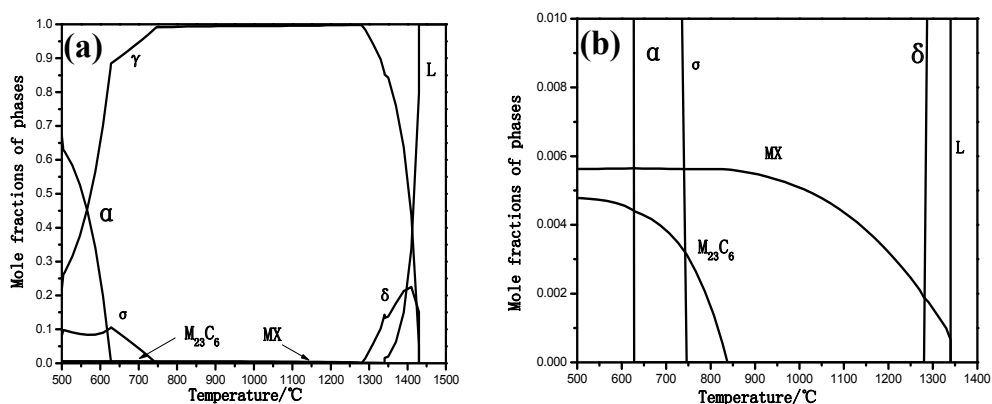 (a)
Mole fractions of phases
1.0
0.9
0.8
0.7
0.6
0.5
0.4
0.3
0.2
0.1
0.0
γ
L
α
σ
M23C6
MX
δ
500 600 700 800 900 1000 1100 1200 1300 1400 1500
Temperature/℃
(b)
Mole fractions of phases
0.010
0.008
0.006
0.004
0.002
0.000
α
σ
δ
MX
L
M23C6
500 600 700 800 900 1000 1100 1200 1300 1400
Temperature/℃